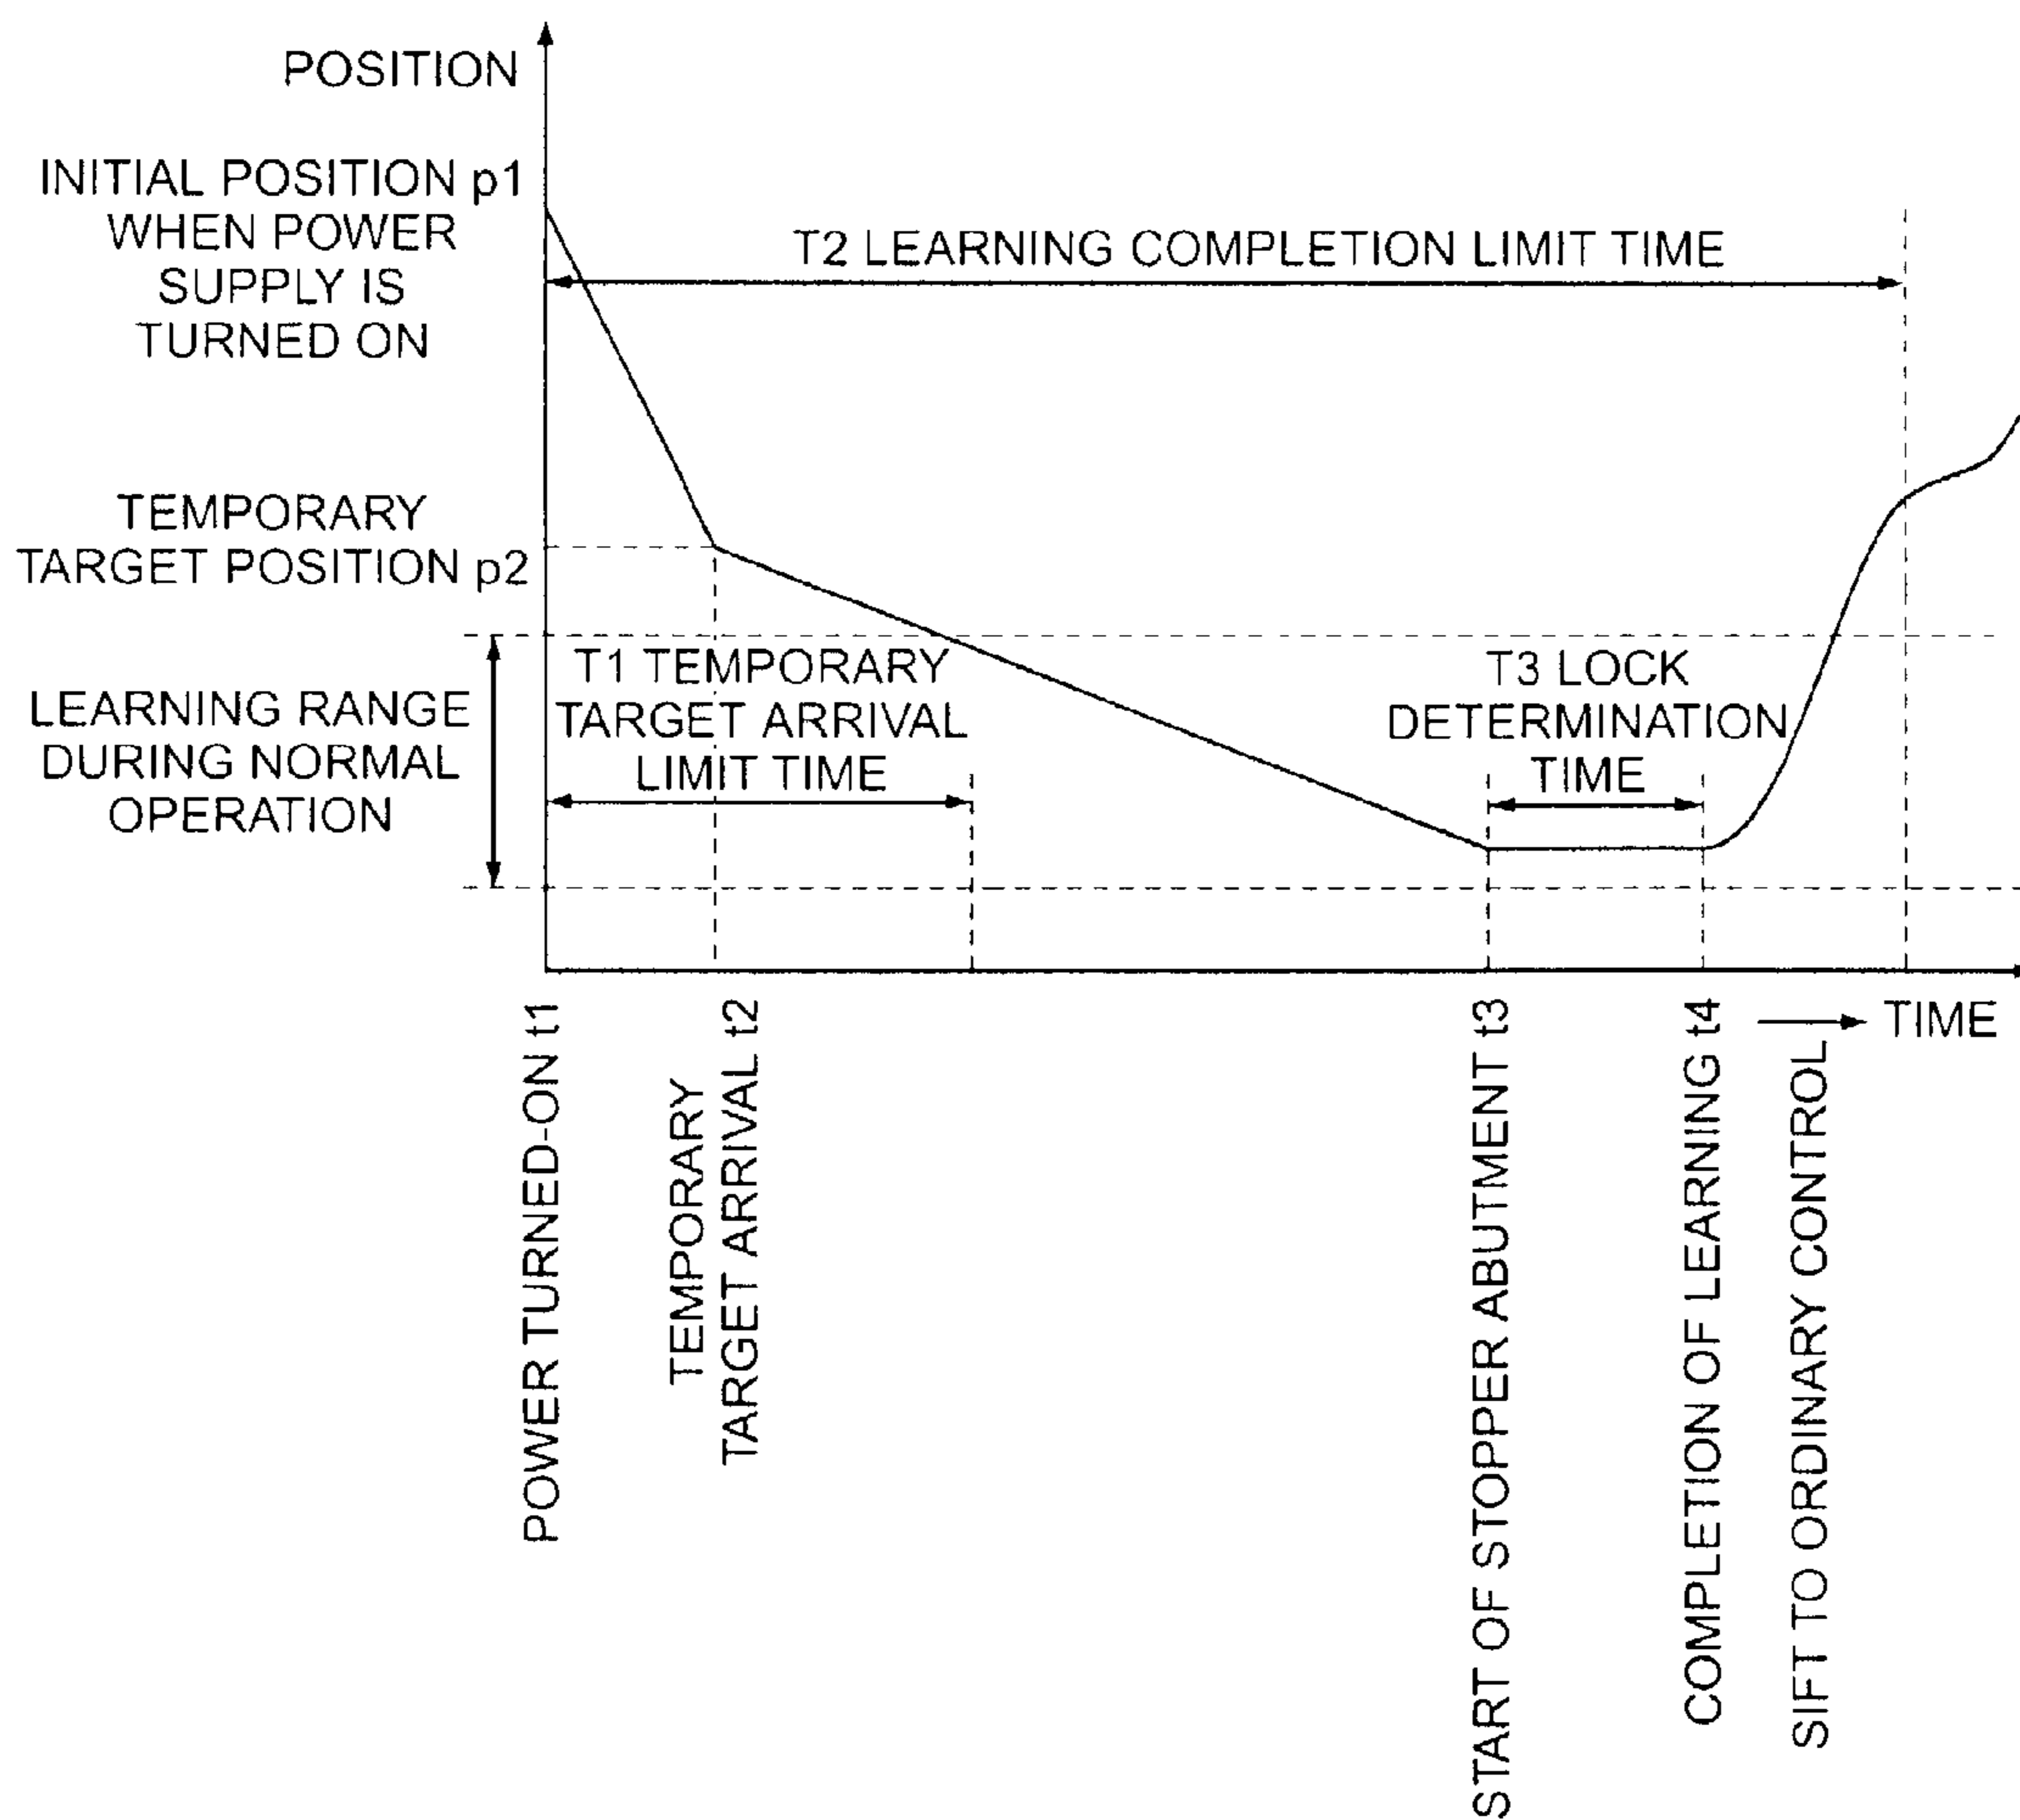 POSITION
INITIAL POSITION p1
WHEN POWER
SUPPLY IS
TURNED ON
T2 LEARNING COMPLETION LIMIT TIME
TEMPORARY
TARGET POSITION p2
LEARNING RANGE
DURING NORMAL
OPERATION
T1 TEMPORARY
TARGET ARRIVAL
LIMIT TIME
T3 LOCK
DETERMINATION
TIME
TIME
POWER TURNED-ON t1
TEMPORARY
TARGET ARRIVAL t2
START OF STOPPER ABUTMENT t3
COMPLETION OF LEARNING t4
SIFT TO ORDINARY CONTROL